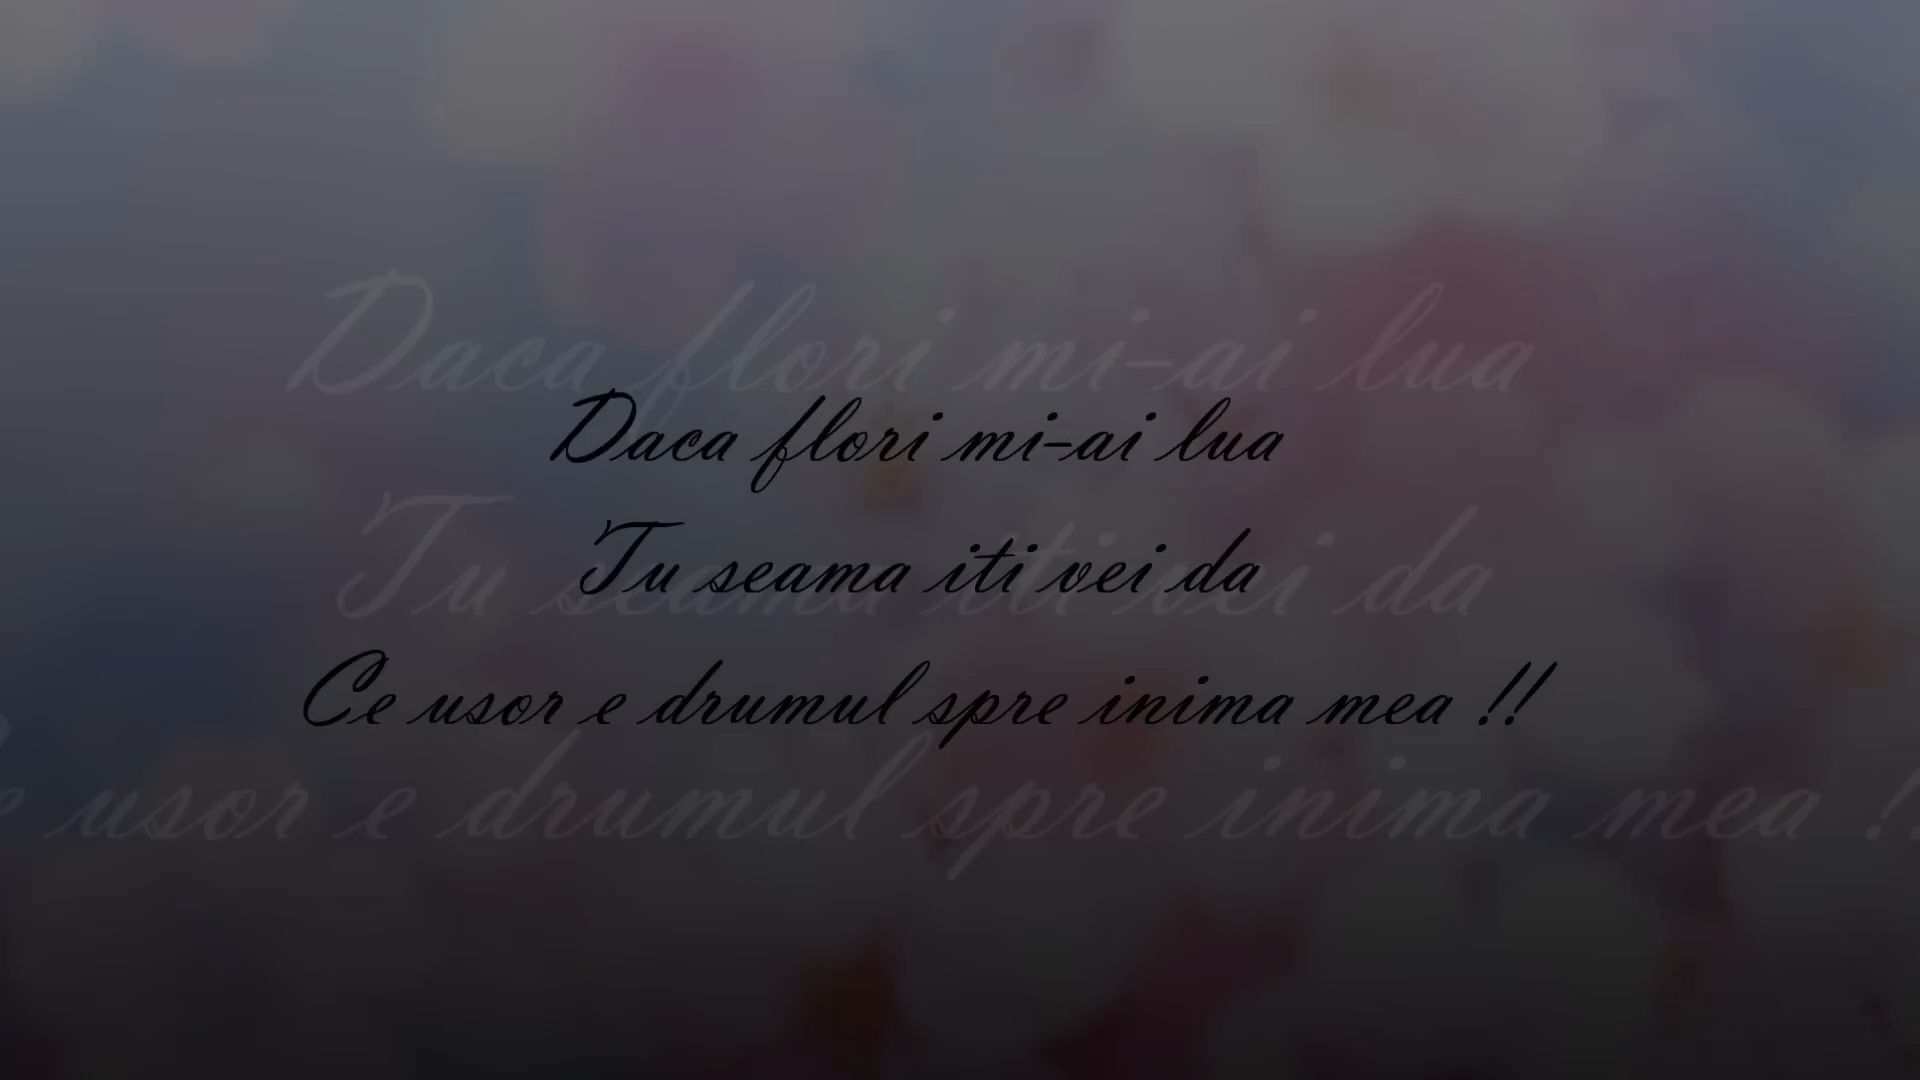 Daca flori mi-ai lua
Tu seama iti vei da
Ce usor e drumul spre inima mea !!